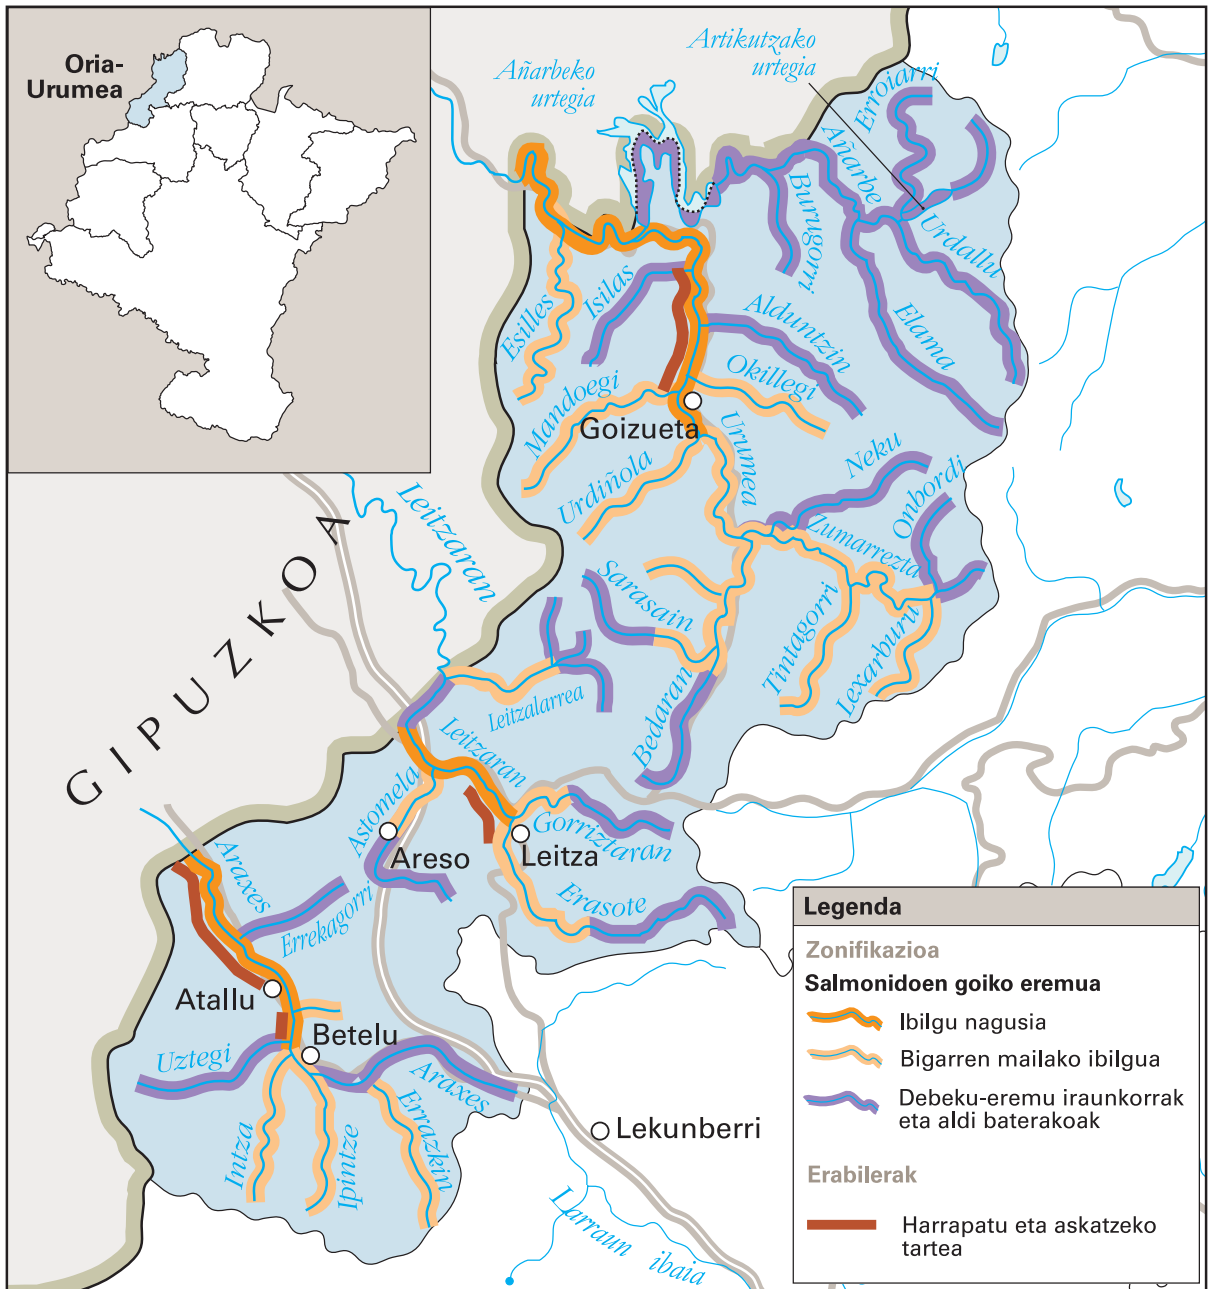 Oria-
Urumea
Añarbeko
urtegia
Artikutzako
urtegia
Erroiarri
Añarbe
Burugorri
Urdallu
Elama
Isilas
Esilles
Alduntzin
Okillegi
Mandoegi
Goizueta
Urumea
Urdiñola
Neku
Onbordi
Zumarrezta
Leitzaran
GIPUZKOA
Sarasain
Tintagorri
Lexarburu
Bedaran
Leitzalarrea
Leitzaran
Astomela
Areso
Gorriztaran
Leitza
Erasote
Araxes
Errekagorri
Atallu
Betelu
Uztegi
Araxes
Intza
Ipintze
Errazkin
Lekunberri
Larraun ibaia
Legenda
Zonifikazioa
Salmonidoen goiko eremua
Ibilgu nagusia
Bigarren mailako ibilgua
Debeku-eremu iraunkorrak
eta aldi baterakoak
Erabilerak
Harrapatu eta askatzeko
tartea